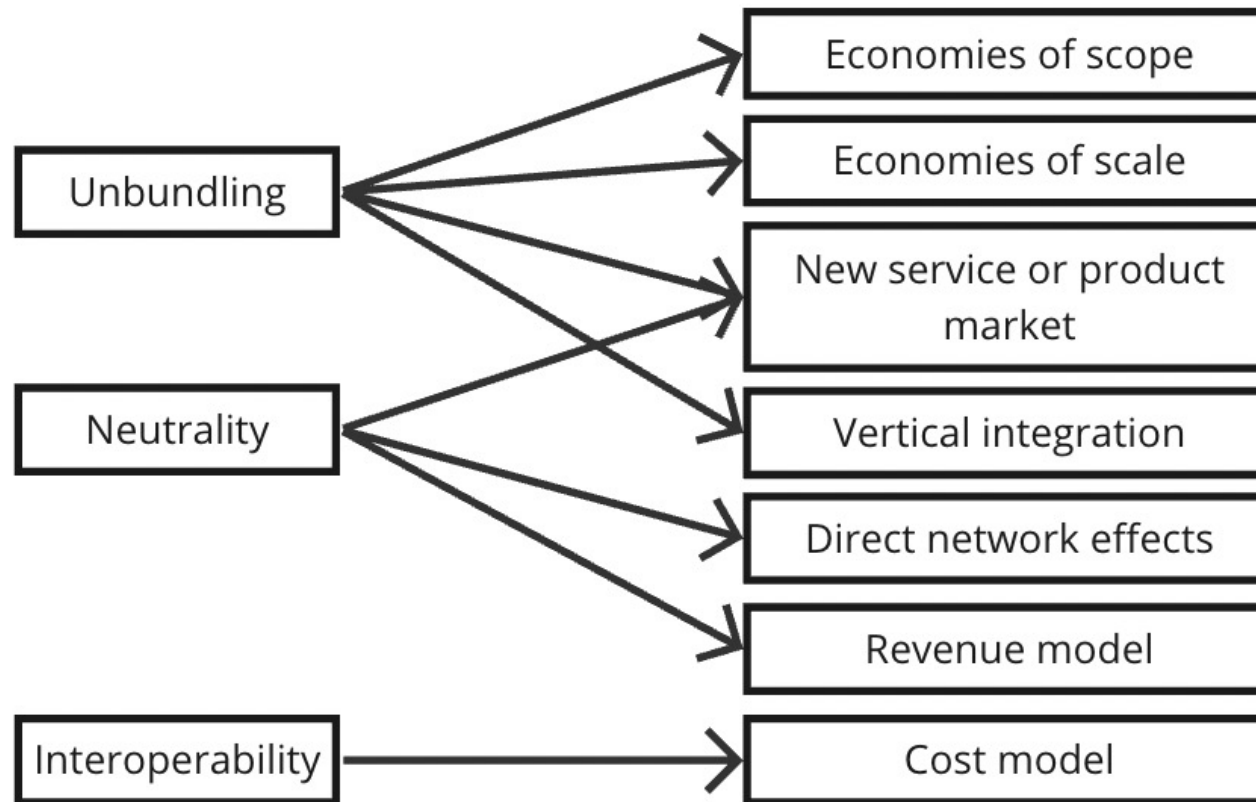 Economies of scope
Economies of scale
Unbundling
New service or product
market
Neutrality
Vertical integration
Direct network effects
Revenue model
Interoperability
Cost model